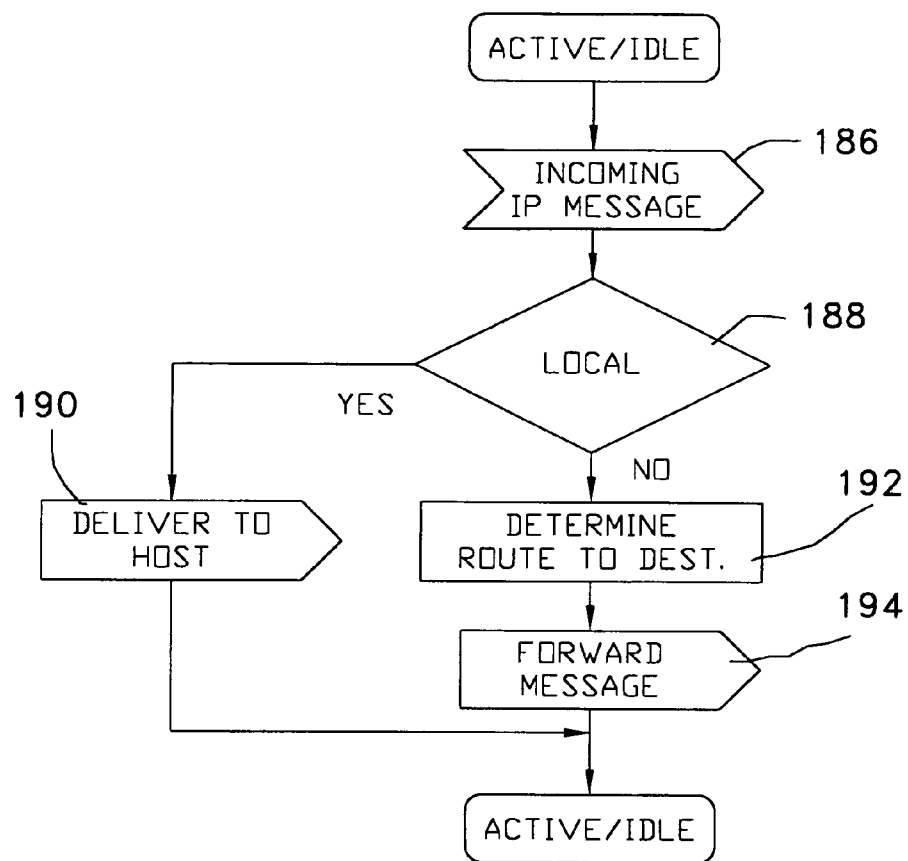 ACTIVE/IDLE
186
INCOMING
IP MESSAGE
188
LOCAL
YES
190
NO
192
DELIVER TO
HOST
DETERMINE
ROUTE TO DEST.
194
FORWARD
MESSAGE
ACTIVE/IDLE